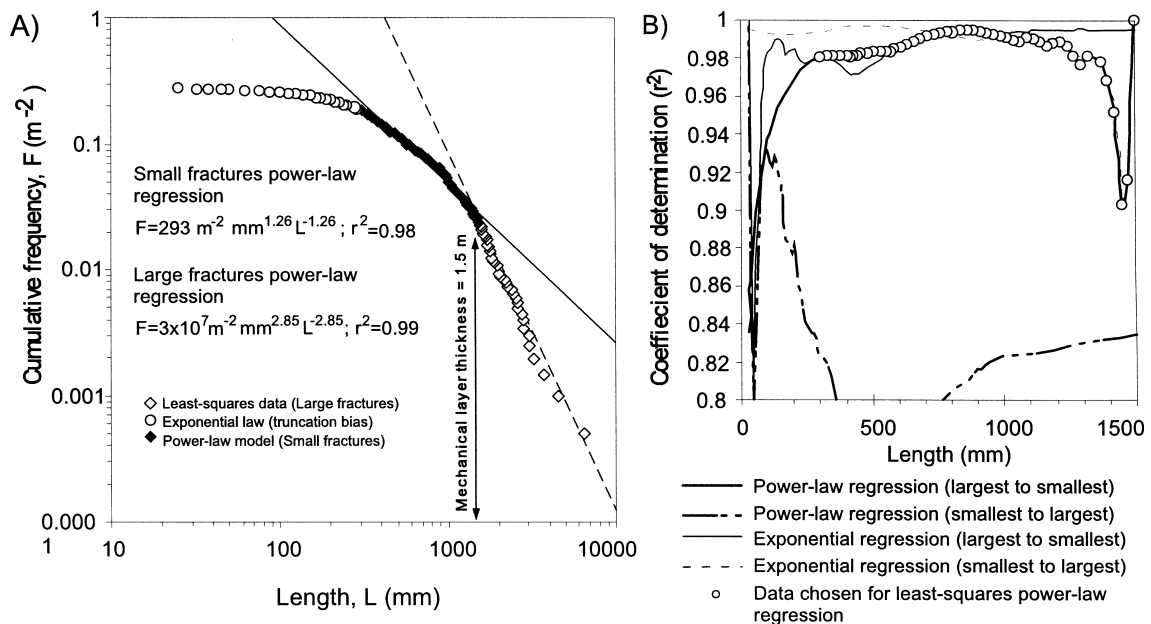 A)
1
0.1
0.01
0.001
0.000
1
Cumulative frequency, F (m⁻²)
Small fractures power-law
regression
F=293 m⁻² mm¹·²⁶ L⁻¹·²⁶ ; r²=0.98
Large fractures power-law
regression
F=3x10⁷m⁻² mm²·⁸⁵ L⁻²·⁸⁵; r²=0.99
Least-squares data (Large fractures)
Exponential law (truncation bias)
Power-law model (Small fractures)
Mechanical layer thickness = 1.5 m
10 100 1000 10000
Length, L (mm)
B)
1
0.98
0.96
0.94
0.92
0.9
0.88
0.86
0.84
0.82
0.8
Coeffiecient of determination (r²)
0 500 1000 1500
Length (mm)
Power-law regression (largest to smallest)
Power-law regression (smallest to largest)
Exponential regression (largest to smallest)
Exponential regression (smallest to largest)
Data chosen for least-squares power-law
regression